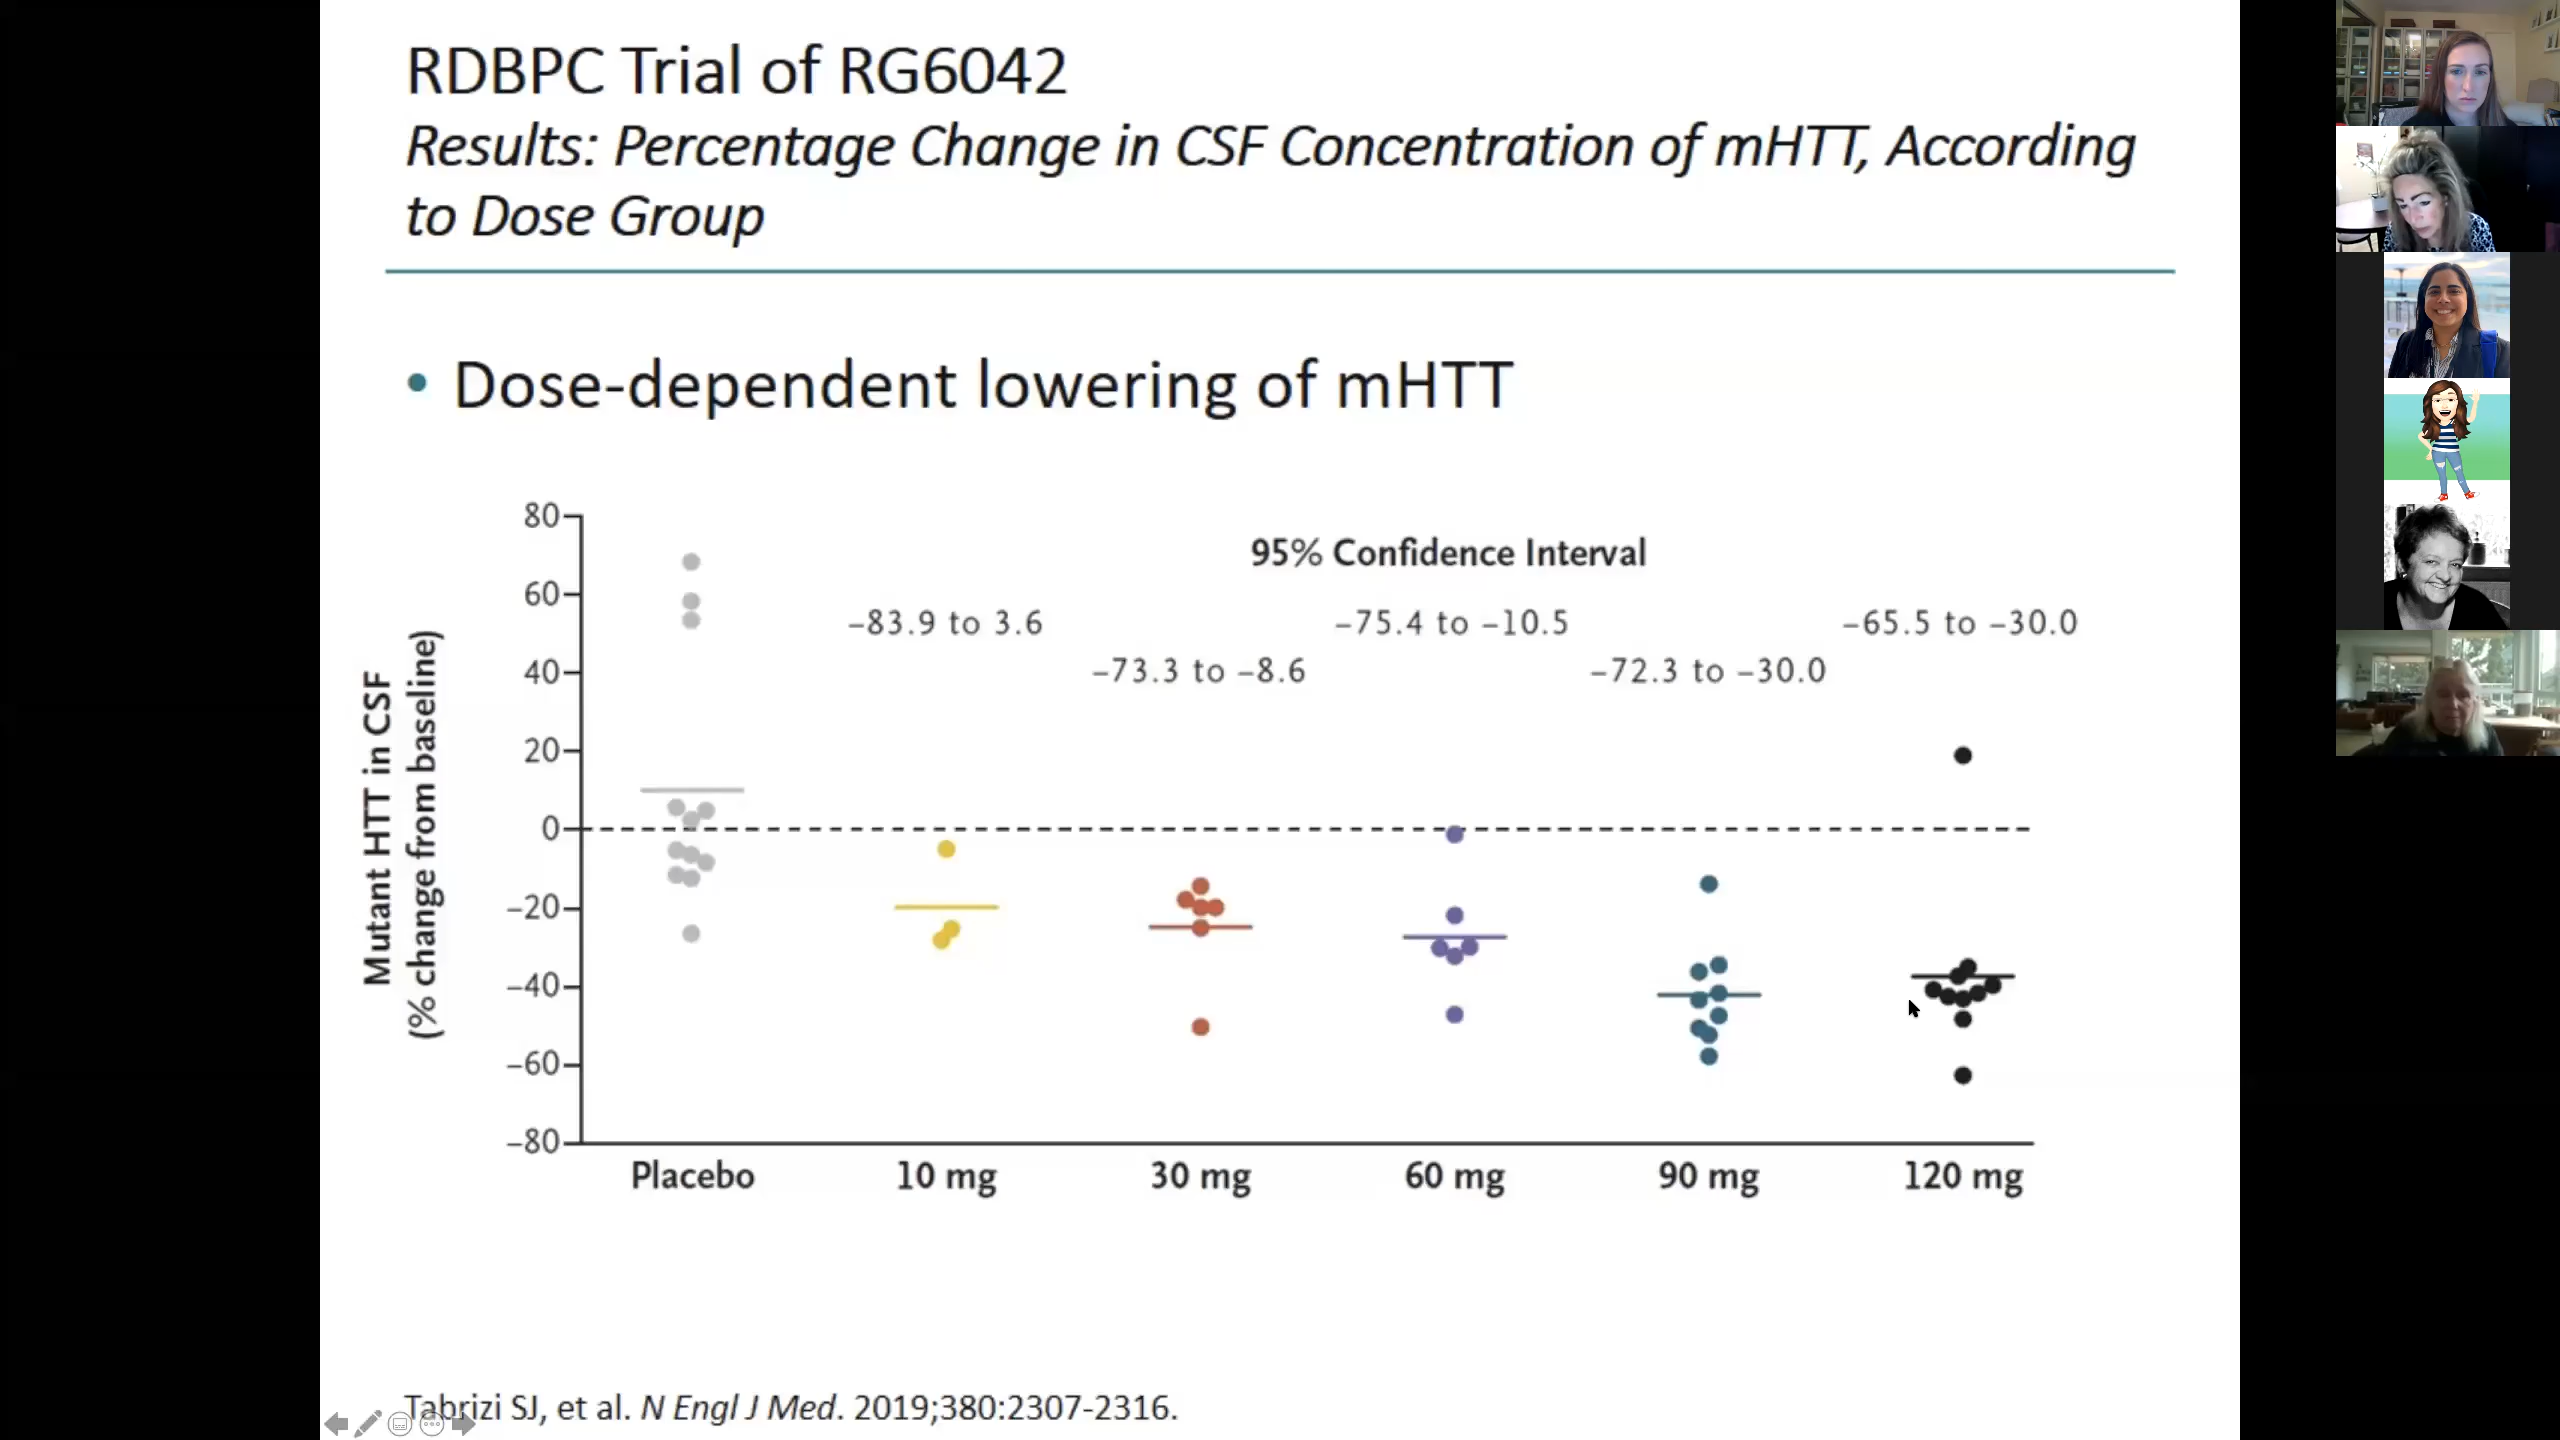 RDBPC Trial of RG6042
Results: Percentage Change in CSF Concentration of mHTT, According
to Dose Group
• Dose-dependent lowering of mHTT
Mutant HTT in CSF
(% change from baseline)
80
60
40
20
0
−20
−40
−60
−80
95% Confidence Interval
−83.9 to 3.6
−75.4 to −10.5
−65.5 to −30.0
−73.3 to −8.6
−72.3 to −30.0
Placebo
10 mg
30 mg
60 mg
90 mg
120 mg
Tabrizi SJ, et al. N Engl J Med. 2019;380:2307-2316.